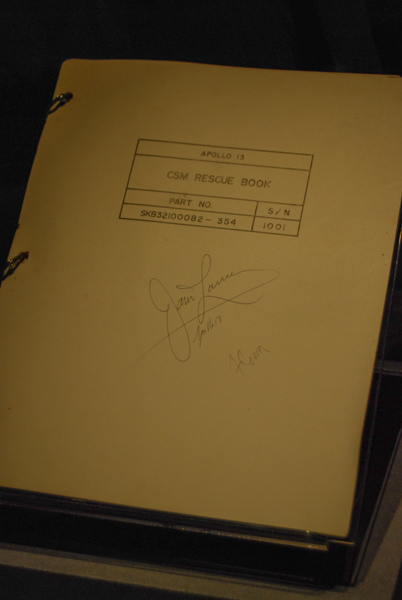 APOLLO 13
CSM RESCUE BOOK
PART NO.
S/N
SKB32100082-354
1001